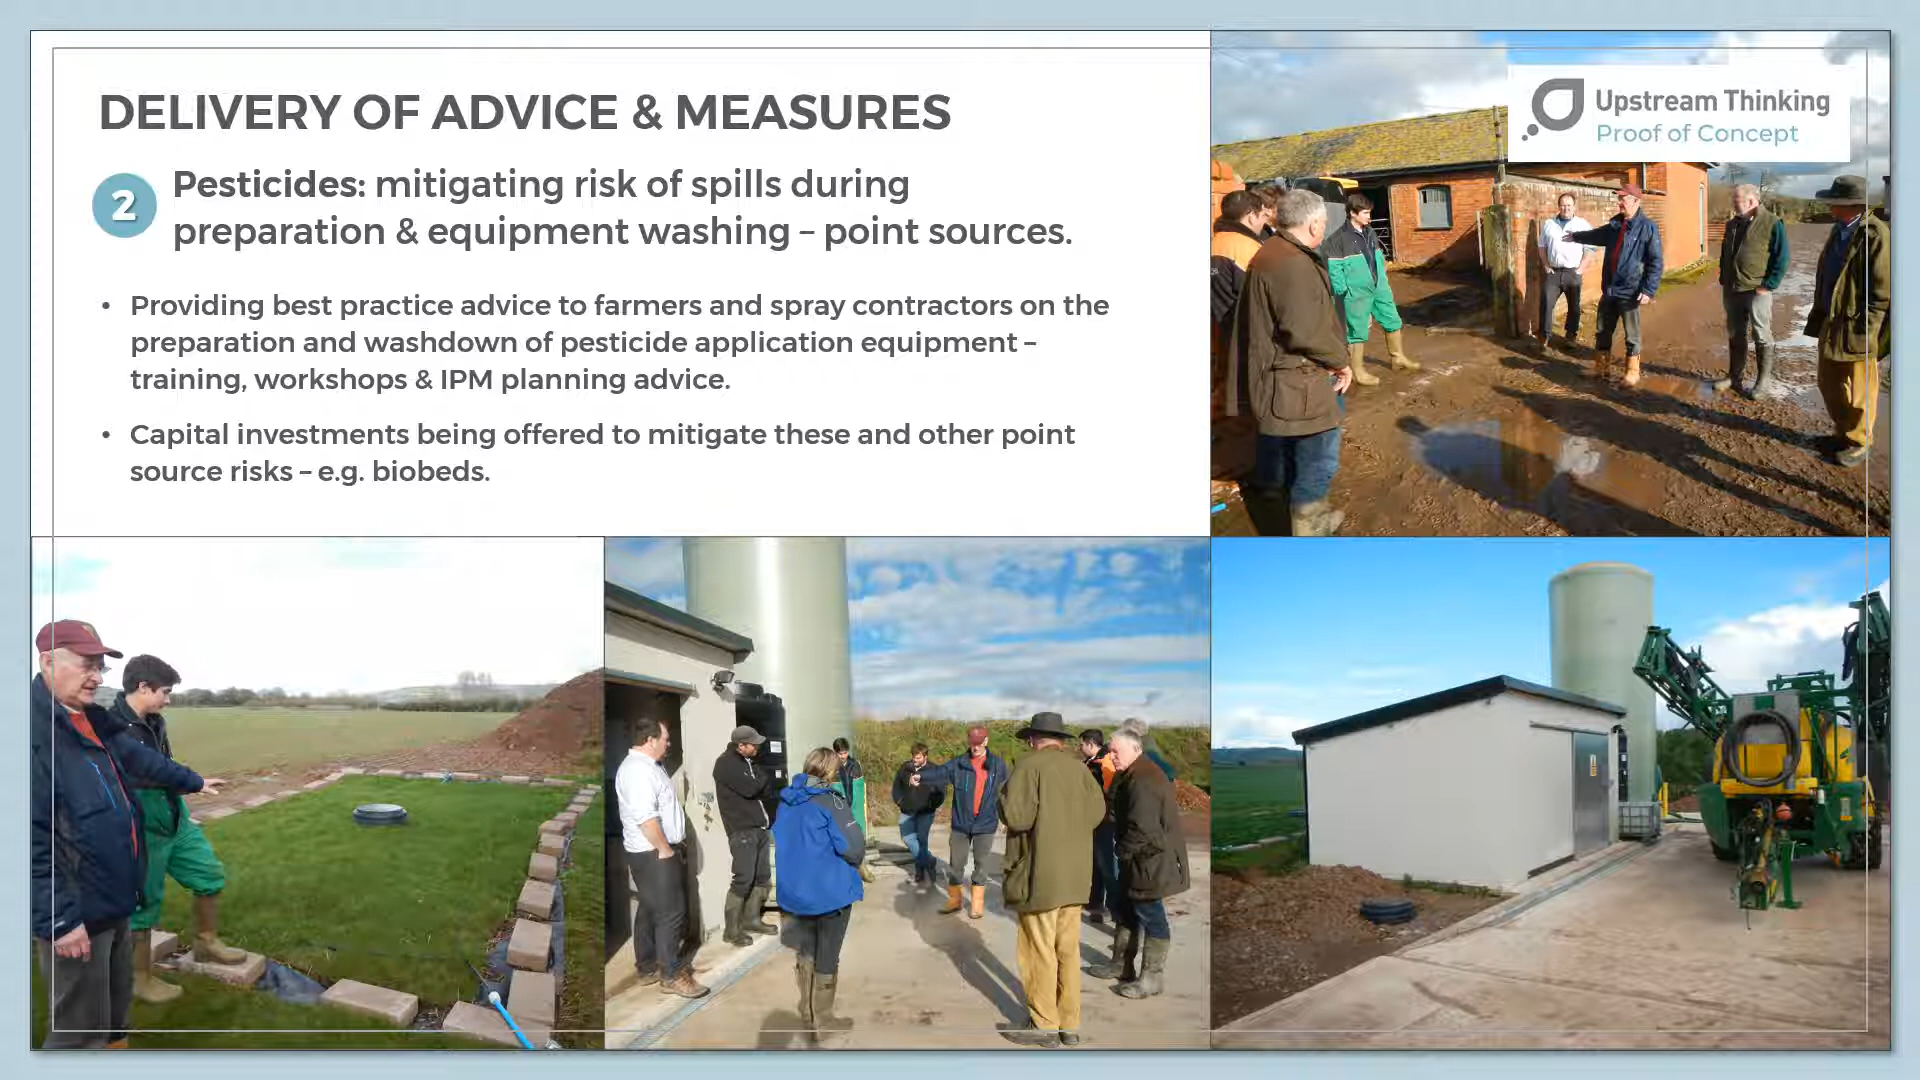 DELIVERY OF ADVICE & MEASURES
Upstream Thinking
Proof of Concept
2
Pesticides: mitigating risk of spills during
preparation & equipment washing – point sources.
• Providing best practice advice to farmers and spray contractors on the
preparation and washdown of pesticide application equipment –
training, workshops & IPM planning advice.
• Capital investments being offered to mitigate these and other point
source risks – e.g. biobeds.